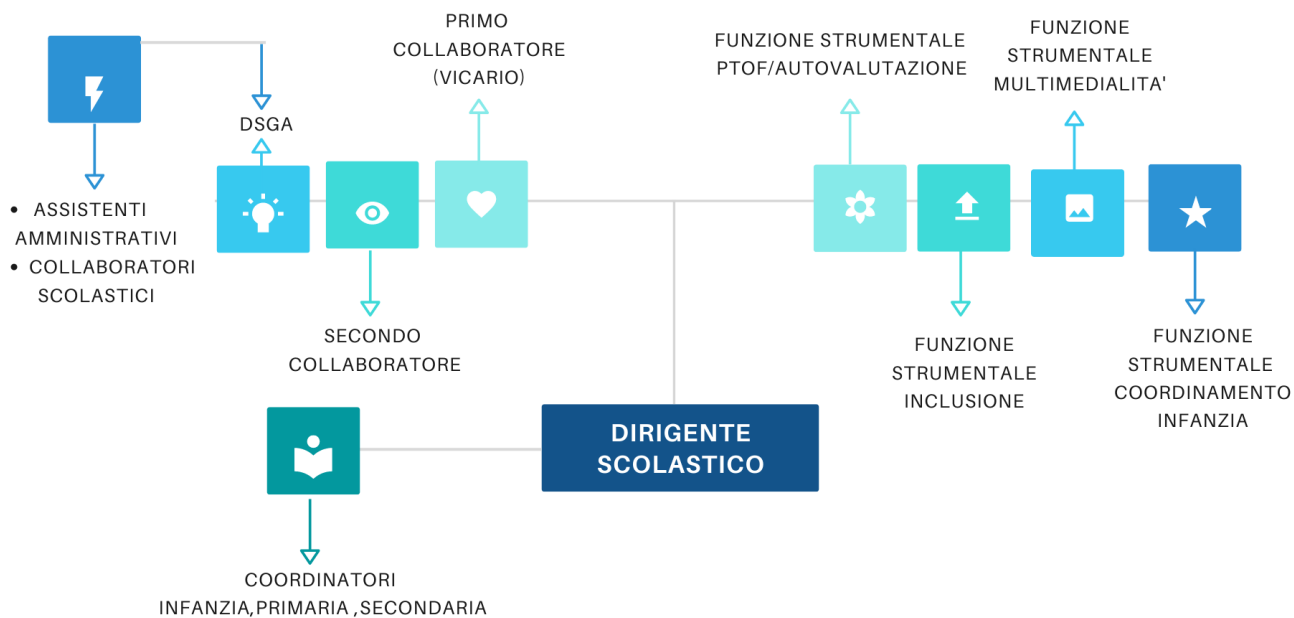 PRIMO
COLLABORATORE
(VICARIO)
FUNZIONE STRUMENTALE
PTOF/AUTOVALUTAZIONE
FUNZIONE
STRUMENTALE
MULTIMEDIALITA'
DSGA
• ASSISTENTI
AMMINISTRATIVI
• COLLABORATORI
SCOLASTICI
SECONDO
COLLABORATORE
FUNZIONE
STRUMENTALE
INCLUSIONE
FUNZIONE
STRUMENTALE
COORDINAMENTO
INFANZIA
DIRIGENTE
SCOLASTICO
COORDINATORI
INFANZIA,PRIMARIA ,SECONDARIA